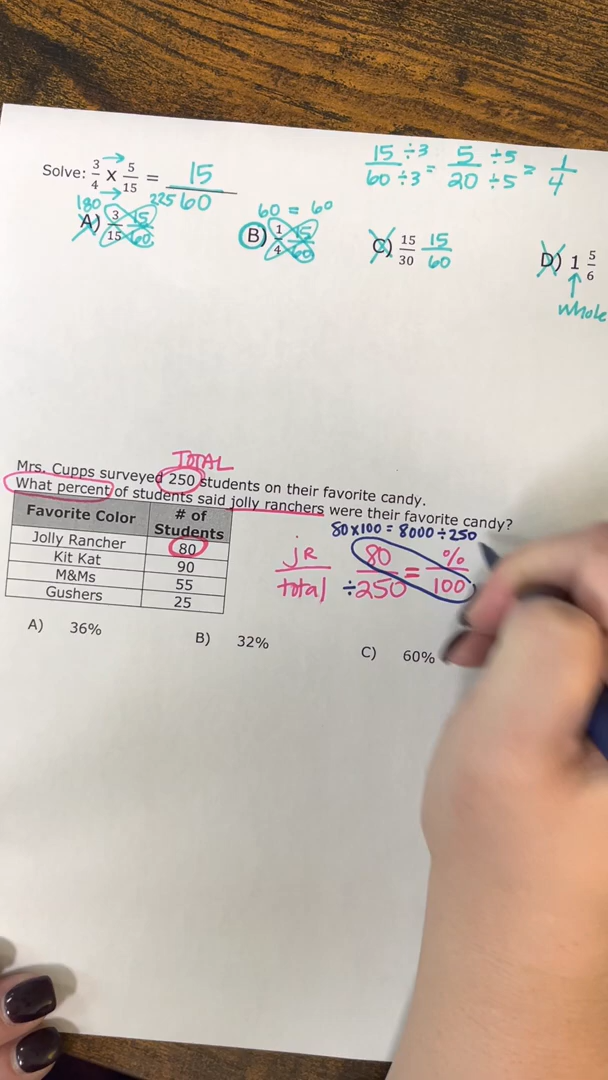 Solve: 3/4 x 5/15 = 15/60
15/60 ÷3/÷3 = 5/20 ÷5/÷5 = 1/4
180 225
60 = 60
A) 3/15 15/60
B) 1/4 15/60
C) 15/30 15/60
D) 1 5/6
whole
TOTAL
Mrs. Cupps surveyed 250 students on their favorite candy.
What percent of students said jolly ranchers were their favorite candy?
Favorite Color # of Students
Jolly Rancher 80
Kit Kat 90
M&Ms 55
Gushers 25
80x100 = 8000 ÷250
JR/total 80/÷250 = %/100
A) 36%
B) 32%
C) 60%